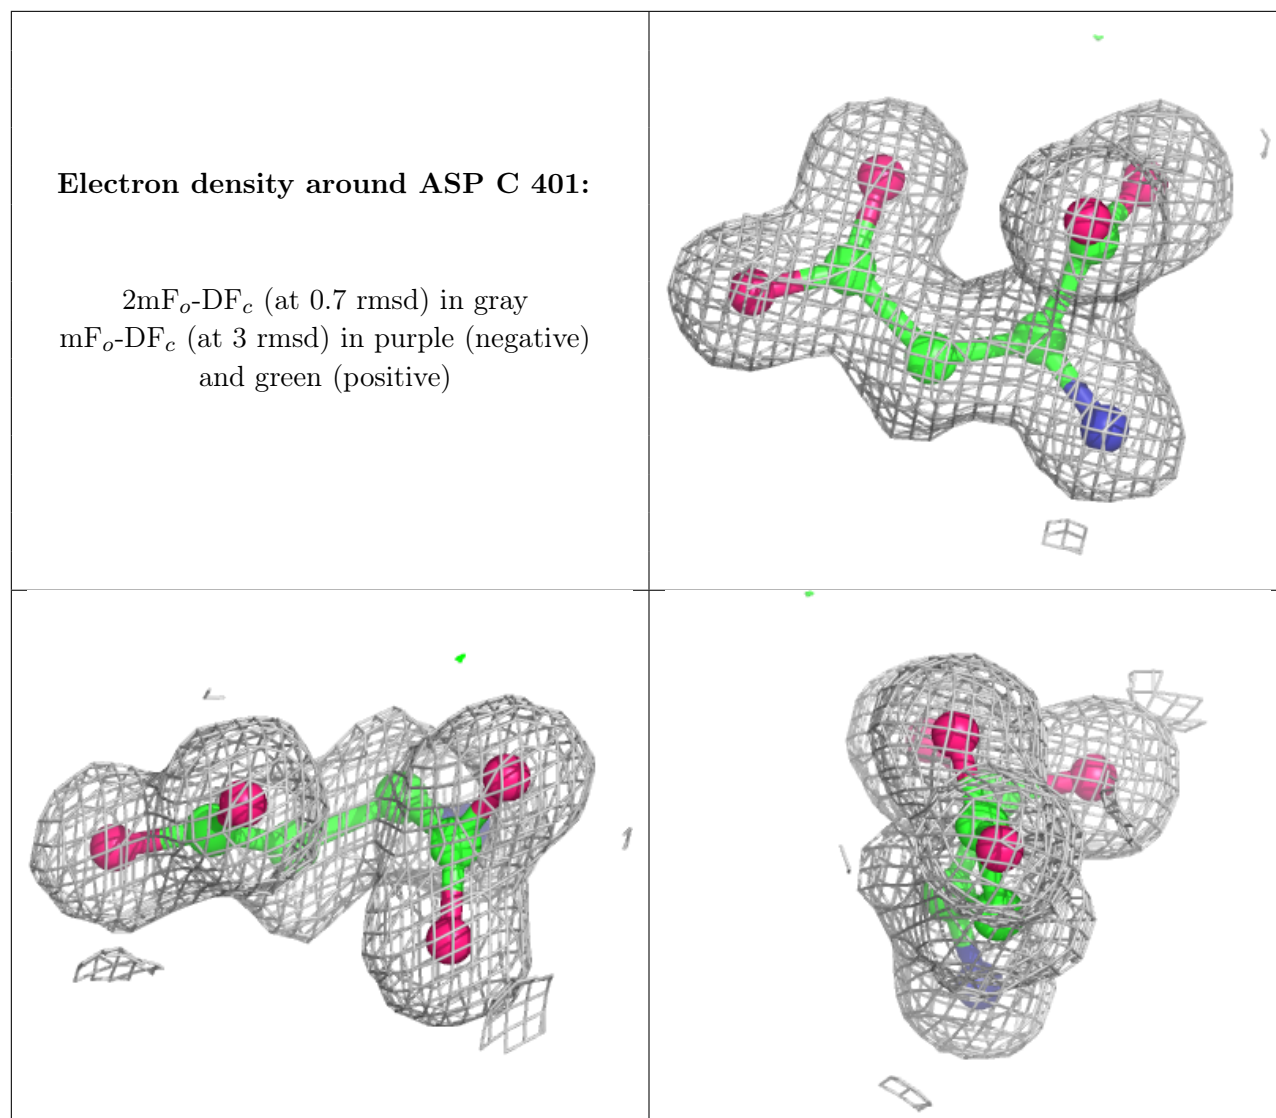 Electron density around ASP C 401:
2mFo-DFc (at 0.7 rmsd) in gray
mFo-DFc (at 3 rmsd) in purple (negative)
and green (positive)